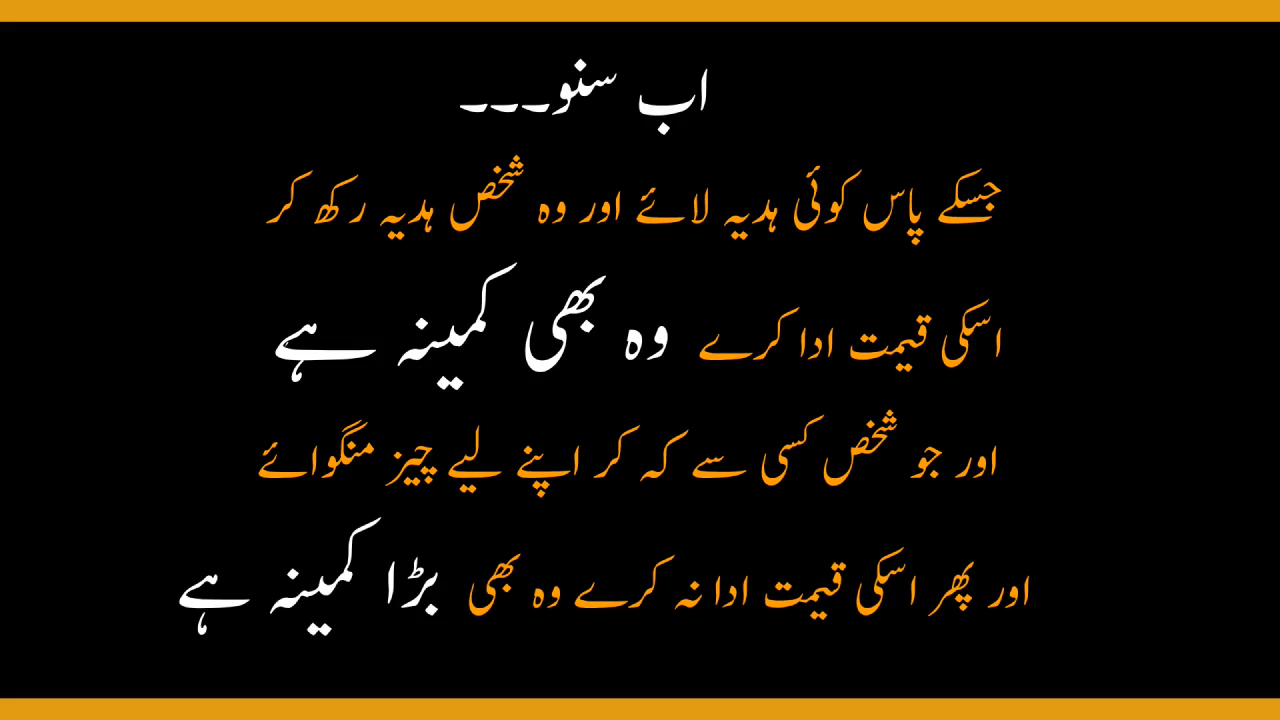 اب سنو۔۔۔
جسکے پاس کوئی ہدیہ لائے اور وہ شخص ہدیہ رکھ کر
اسکی قیمت ادا کرے وہ بھی کمینہ ہے
اور جو شخص کسی سے کہ کر اپنے لیے چیز منگوائے
اور پھر اسکی قیمت ادا نہ کرے وہ بھی بڑا کمینہ ہے